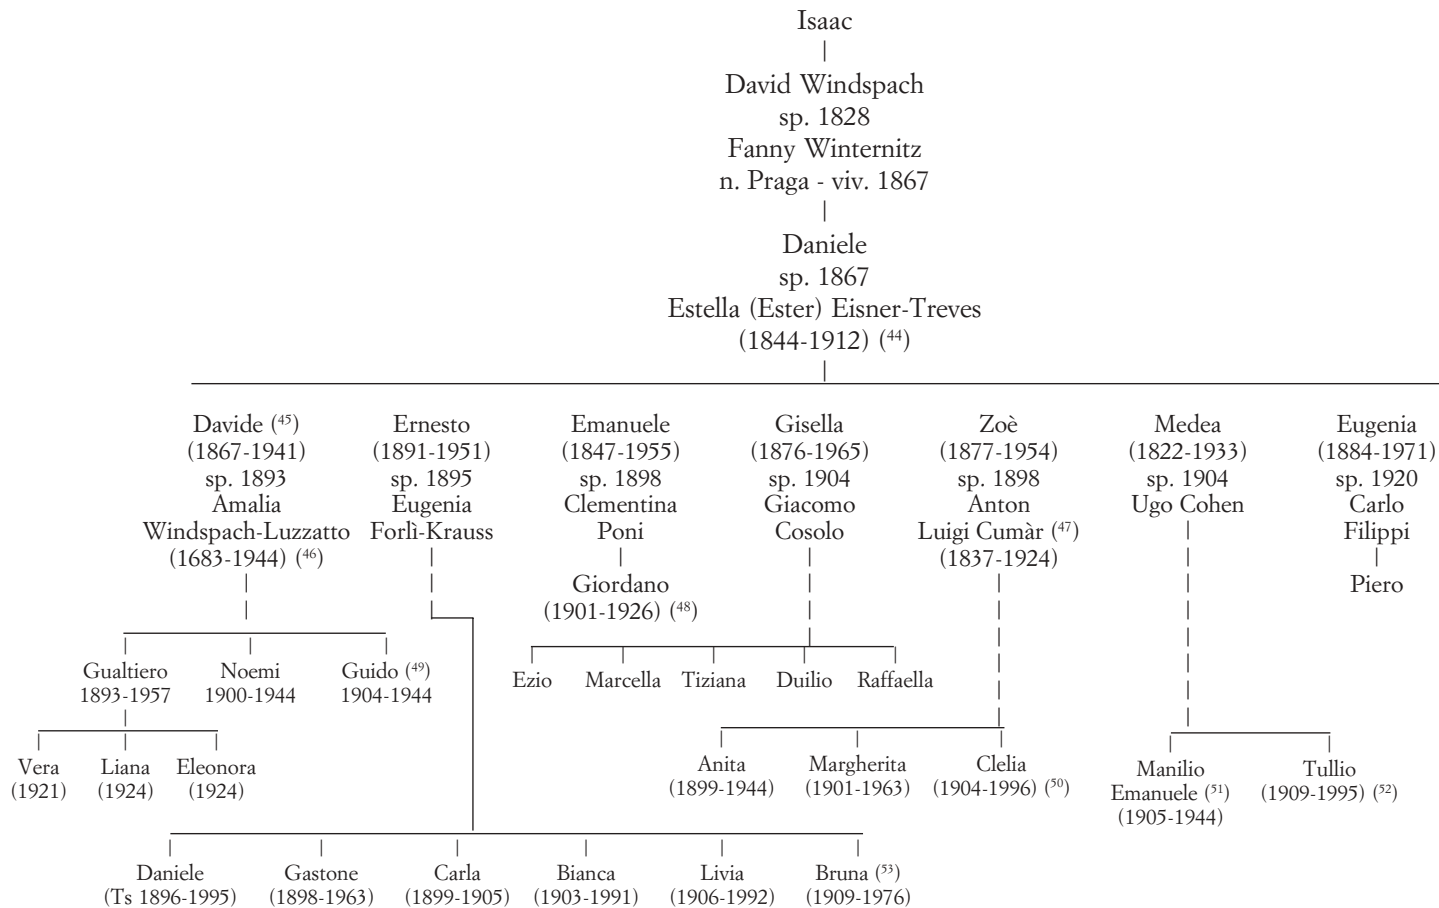 Isaac
David Windspach
sp. 1828
Fanny Winternitz
n. Praga - viv. 1867
Daniele
sp. 1867
Estella (Ester) Eisner-Treves
(1844-1912) (44)
Davide (45)
(1867-1941)
sp. 1893
Amalia
Windspach-Luzzatto
(1683-1944) (46)
Ernesto
(1891-1951)
sp. 1895
Eugenia
Forlì-Krauss
Emanuele
(1847-1955)
sp. 1898
Clementina
Poni
Giordano
(1901-1926) (48)
Gisella
(1876-1965)
sp. 1904
Giacomo
Cosolo
Zoè
(1877-1954)
sp. 1898
Anton
Luigi Cumàr (47)
(1837-1924)
Medea
(1822-1933)
sp. 1904
Ugo Cohen
Eugenia
(1884-1971)
sp. 1920
Carlo
Filippi
Piero
Gualtiero
1893-1957
Noemi
1900-1944
Guido (49)
1904-1944
Ezio
Marcella
Tiziana
Duilio
Raffaella
Vera
(1921)
Liana
(1924)
Eleonora
(1924)
Anita
(1899-1944)
Margherita
(1901-1963)
Clelia
(1904-1996) (50)
Manilio
Emanuele (51)
(1905-1944)
Tullio
(1909-1995) (52)
Daniele
(Ts 1896-1995)
Gastone
(1898-1963)
Carla
(1899-1905)
Bianca
(1903-1991)
Livia
(1906-1992)
Bruna (53)
(1909-1976)